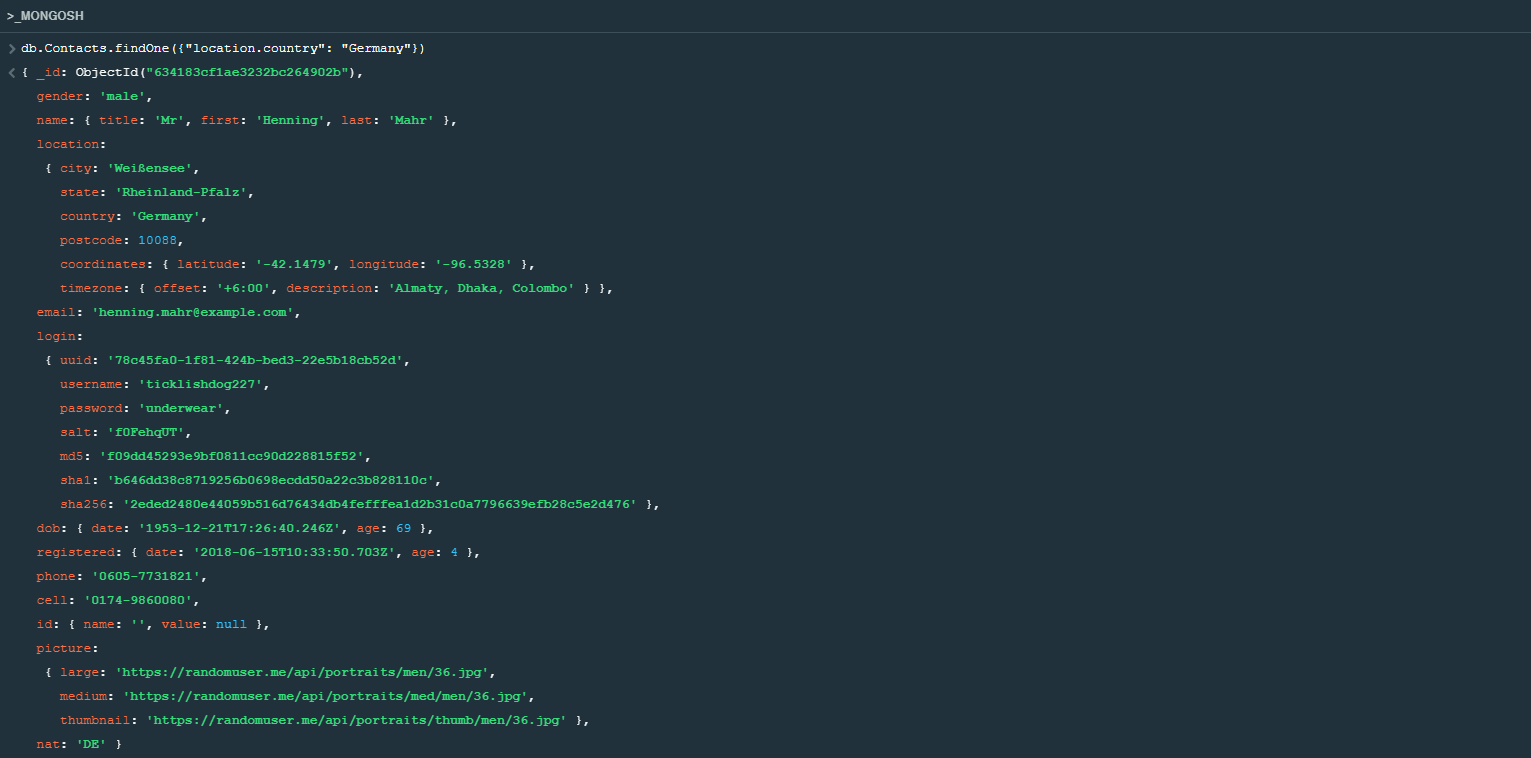 >_MONGOSH
> db.Contacts.findOne({"location.country": "Germany"})
< { _id: ObjectId("634183cf1ae3232bc264902b"),
gender: 'male',
name: { title: 'Mr', first: 'Henning', last: 'Mahr' },
location:
{ city: 'Weißensee',
state: 'Rheinland-Pfalz',
country: 'Germany',
postcode: 10088,
coordinates: { latitude: '-42.1479', longitude: '-96.5328' },
timezone: { offset: '+6:00', description: 'Almaty, Dhaka, Colombo' } },
email: 'henning.mahr@example.com',
login:
{ uuid: '78c45fa0-1f81-424b-bed3-22e5b18cb52d',
username: 'ticklishdog227',
password: 'underwear',
salt: 'f0FehqUT',
md5: 'f09dd45293e9bf0811cc90d228815f52',
sha1: 'b646dd38c8719256b0698ecdd50a22c3b828110c',
sha256: '2eded2480e44059b516d76434db4fefffea1d2b31c0a7796639efb28c5e2d476' },
dob: { date: '1953-12-21T17:26:40.246Z', age: 69 },
registered: { date: '2018-06-15T10:33:50.703Z', age: 4 },
phone: '0605-7731821',
cell: '0174-9860080',
id: { name: '', value: null },
picture:
{ large: 'https://randomuser.me/api/portraits/men/36.jpg',
medium: 'https://randomuser.me/api/portraits/med/men/36.jpg',
thumbnail: 'https://randomuser.me/api/portraits/thumb/men/36.jpg' },
nat: 'DE' }